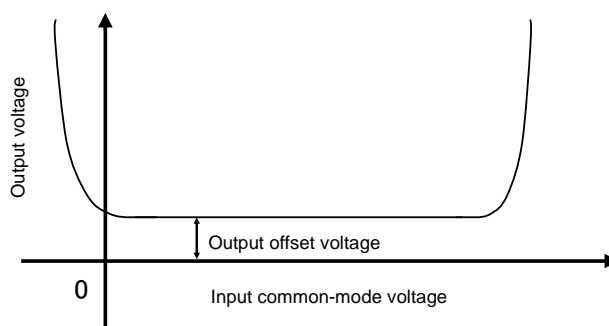 Output voltage
Output offset voltage
0
Input common-mode voltage